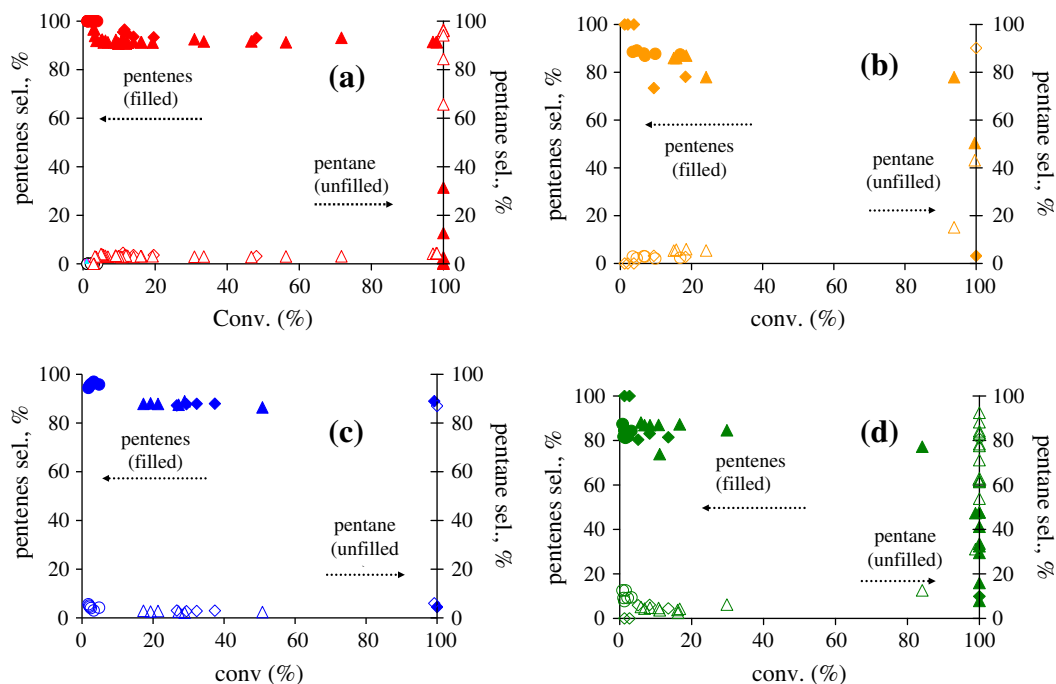 100
80
60
40
20
0
0 20 40 60 80 100
100
80
60
40
20
0
pentenes sel., %
pentane sel., %
Conv. (%)
(a)
pentenes
(filled)
pentane
(unfilled)
100
80
60
40
20
0
0 20 40 60 80 100
100
80
60
40
20
0
pentenes sel., %
pentane sel., %
conv. (%)
(b)
pentenes
(filled)
pentane
(unfilled)
100
80
60
40
20
0
0 20 40 60 80 100
100
80
60
40
20
0
pentenes sel., %
pentane sel., %
conv (%)
(c)
pentenes
(filled)
pentane
(unfilled
100
80
60
40
20
0
0 20 40 60 80 100
100
80
60
40
20
0
pentenes sel., %
pentane sel., %
conv. (%)
(d)
pentenes
(filled)
pentane
(unfilled)